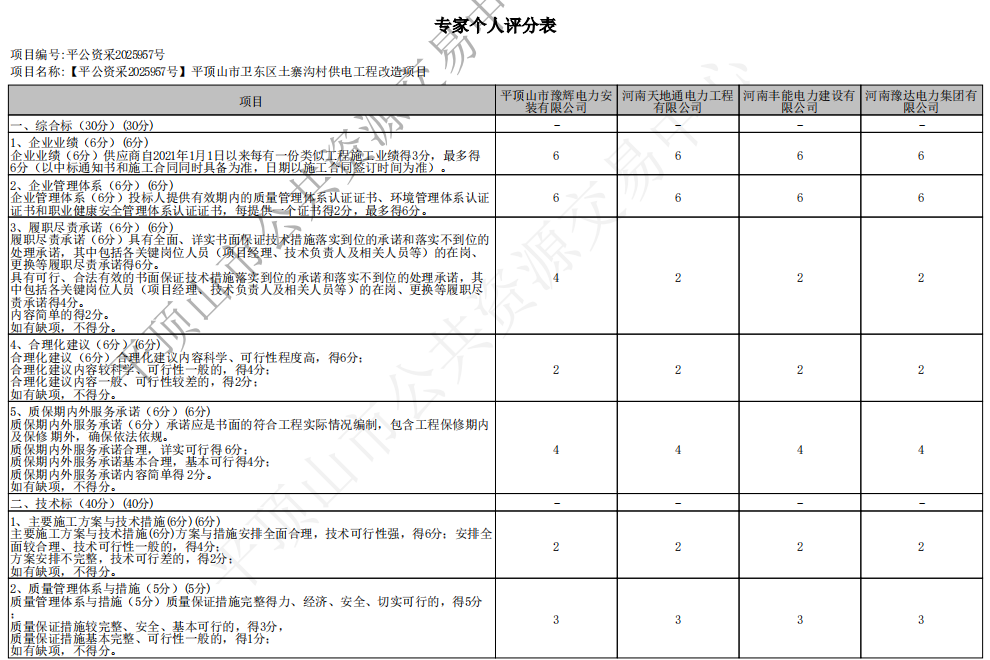 专家个人评分表
项目编号:平公资采2025957号
项目名称:【平公资采2025957号】平顶山市卫东区土寨沟村供电工程改造项目
项目 平顶山市豫辉电力安装有限公司 河南天地通电力工程有限公司 河南丰能电力建设有限公司 河南豫达电力集团有限公司
一、综合标（30分）(30分) - - - -
1、企业业绩（6分）(6分)
企业业绩（6分）供应商自2021年1月1日以来每有一份类似工程施工业绩得3分，最多得
6分（以中标通知书和施工合同同时具备为准，日期以施工合同签订时间为准）。
6 6 6 6
2、企业管理体系（6分）(6分)
企业管理体系（6分）投标人提供有效期内的质量管理体系认证证书、环境管理体系认证
证书和职业健康安全管理体系认证证书，每提供一个证书得2分，最多得6分。
6 6 6 6
3、履职尽责承诺（6分）(6分)
履职尽责承诺（6分）具有全面、详实书面保证技术措施落实到位的承诺和落实不到位的
处理承诺，其中包括各关键岗位人员（项目经理、技术负责人及相关人员等）的在岗、
更换等履职尽责承诺得6分。
具有可行、合法有效的书面保证技术措施落实到位的承诺和落实不到位的处理承诺，其
中包括各关键岗位人员（项目经理、技术负责人及相关人员等）的在岗、更换等履职尽
责承诺得4分。
内容简单的得2分。
如有缺项，不得分。
4 2 2 2
4、合理化建议（6分）(6分)
合理化建议（6分）合理化建议内容科学、可行性程度高，得6分；
合理化建议内容较科学、可行性一般的，得4分；
合理化建议内容一般、可行性较差的，得2分；
如有缺项，不得分。
2 2 2 2
5、质保期内外服务承诺（6分）(6分)
质保期内外服务承诺（6分）承诺应是书面的符合工程实际情况编制，包含工程保修期内
及保修 期外，确保依法依规。
质保期内外服务承诺合理，详实可行得 6分；
质保期内外服务承诺基本合理，基本可行得4分；
质保期内外服务承诺内容简单得 2分。
如有缺项，不得分。
4 4 4 4
二、技术标（40分）(40分) - - - -
1、主要施工方案与技术措施(6分)(6分)
主要施工方案与技术措施(6分)方案与措施安排全面合理，技术可行性强，得6分；安排全
面较合理、技术可行性一般的，得4分；
方案安排不完整，技术可行差的，得2分；
如有缺项，不得分。
2 2 2 2
2、质量管理体系与措施（5分）(5分)
质量管理体系与措施（5分）质量保证措施完整得力、经济、安全、切实可行的，得5分
；
质量保证措施较完整、安全、基本可行的，得3分，
质量保证措施基本完整、可行性一般的，得1分；
如有缺项，不得分。
3 3 3 3
平顶山市公共资源交易中
平顶山市公共资源交易中心